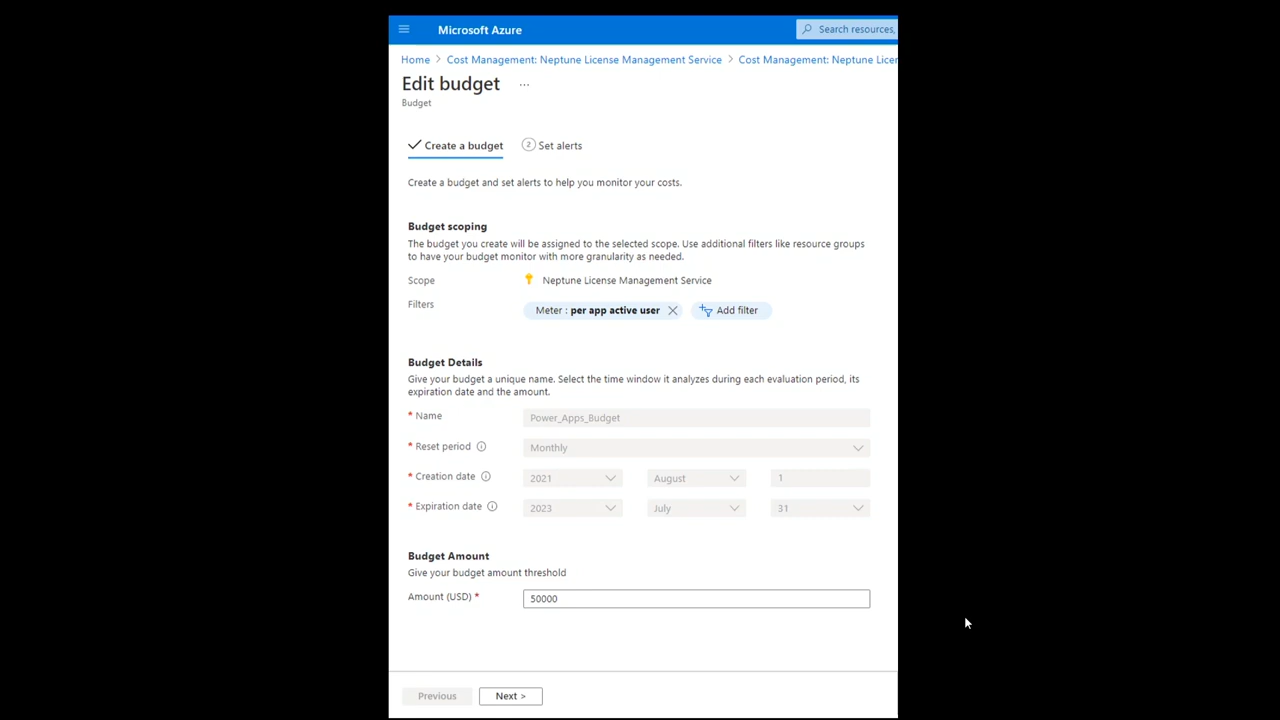 Microsoft Azure
Search resources,
Home > Cost Management: Neptune License Management Service > Cost Management: Neptune Licer
Edit budget ...
Budget
Create a budget
2 Set alerts
Create a budget and set alerts to help you monitor your costs.
Budget scoping
The budget you create will be assigned to the selected scope. Use additional filters like resource groups
to have your budget monitor with more granularity as needed.
Scope Neptune License Management Service
Filters Meter : per app active user Add filter
Budget Details
Give your budget a unique name. Select the time window it analyzes during each evaluation period, its
expiration date and the amount.
* Name Power_Apps_Budget
* Reset period Monthly
* Creation date 2021 August 1
* Expiration date 2023 July 31
Budget Amount
Give your budget amount threshold
Amount (USD) * 50000
Previous Next >